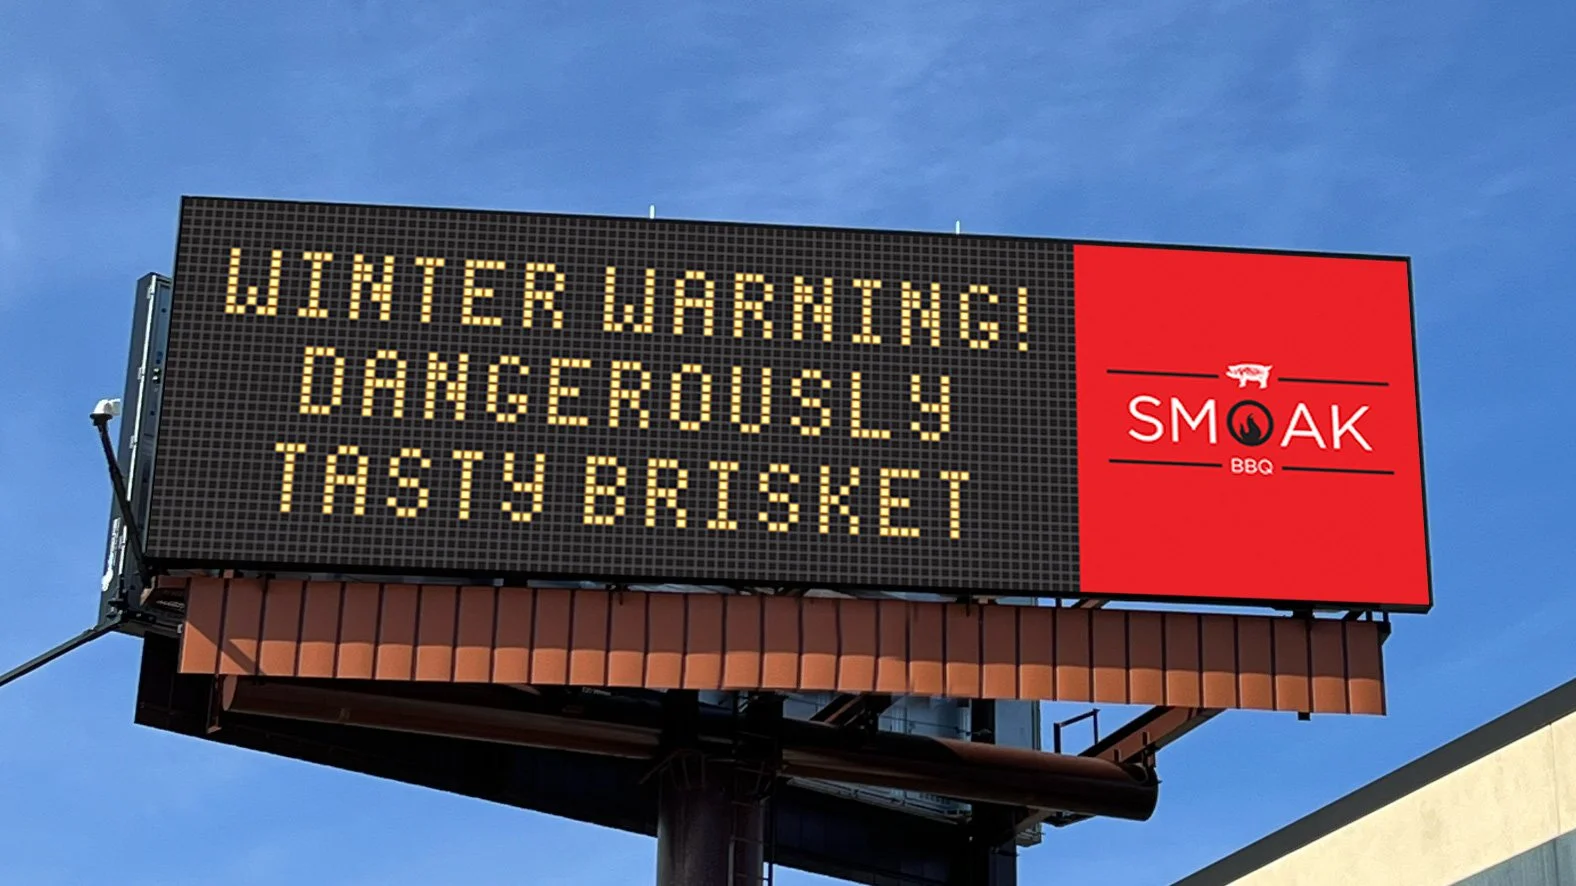 WINTER WARNING!
DANGEROUSLY
TASTY BRISKET
SMOAK
BBQ